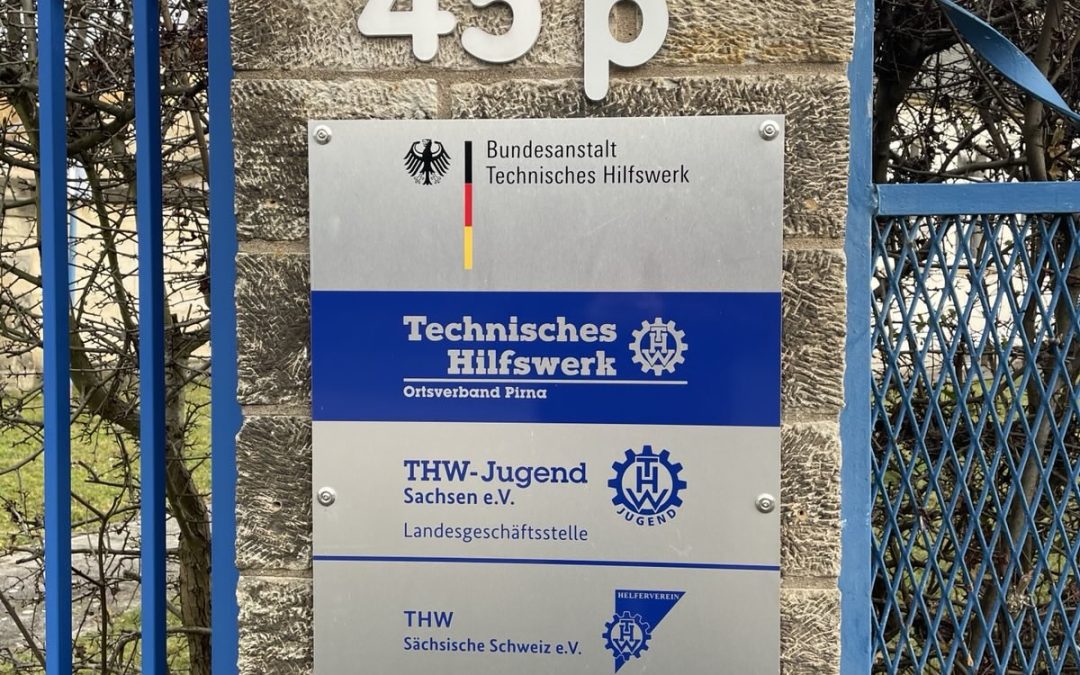 45 p
Bundesanstalt
Technisches Hilfswerk
Technisches
Hilfswerk
THW
Ortsverband Pirna
THW-Jugend
Sachsen e.V.
Landesgeschäftsstelle
THW
JUGEND
THW
Sächsische Schweiz e.V.
HELFERVEREIN
THW